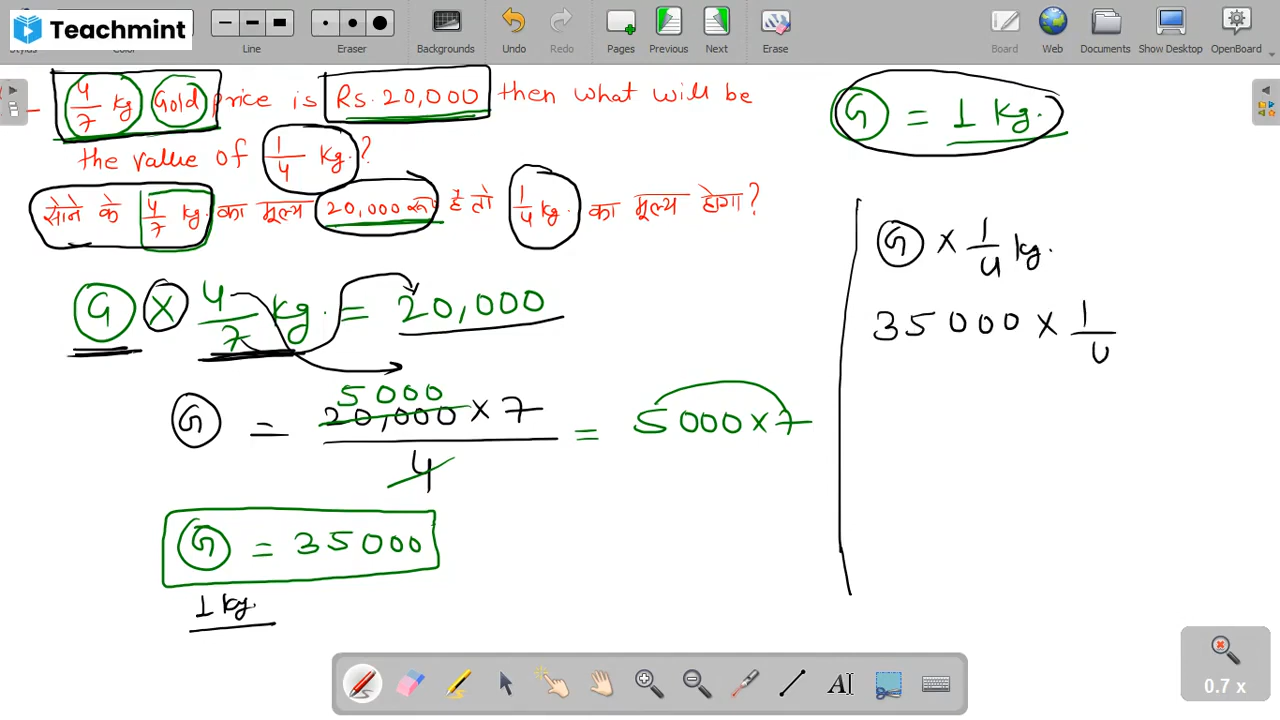 Teachmint
Line
Eraser
Backgrounds
Undo
Redo
Pages
Previous
Next
Erase
Board
Web
Documents
Show Desktop
OpenBoard
4/7 kg Gold price is Rs. 20,000 then what will be
the value of 1/4 kg.?
सोने के 4/7 kg. का मूल्य 20,000 रू० है तो 1/4 kg. का मूल्य होगा?
G × 4/7 kg. = 20,000
5000
G = 20,000 × 7 / 4 = 5000 × 7
G = 35000
1 kg.
G = 1 kg.
G × 1/4 kg.
35000 × 1/4
0.7 x